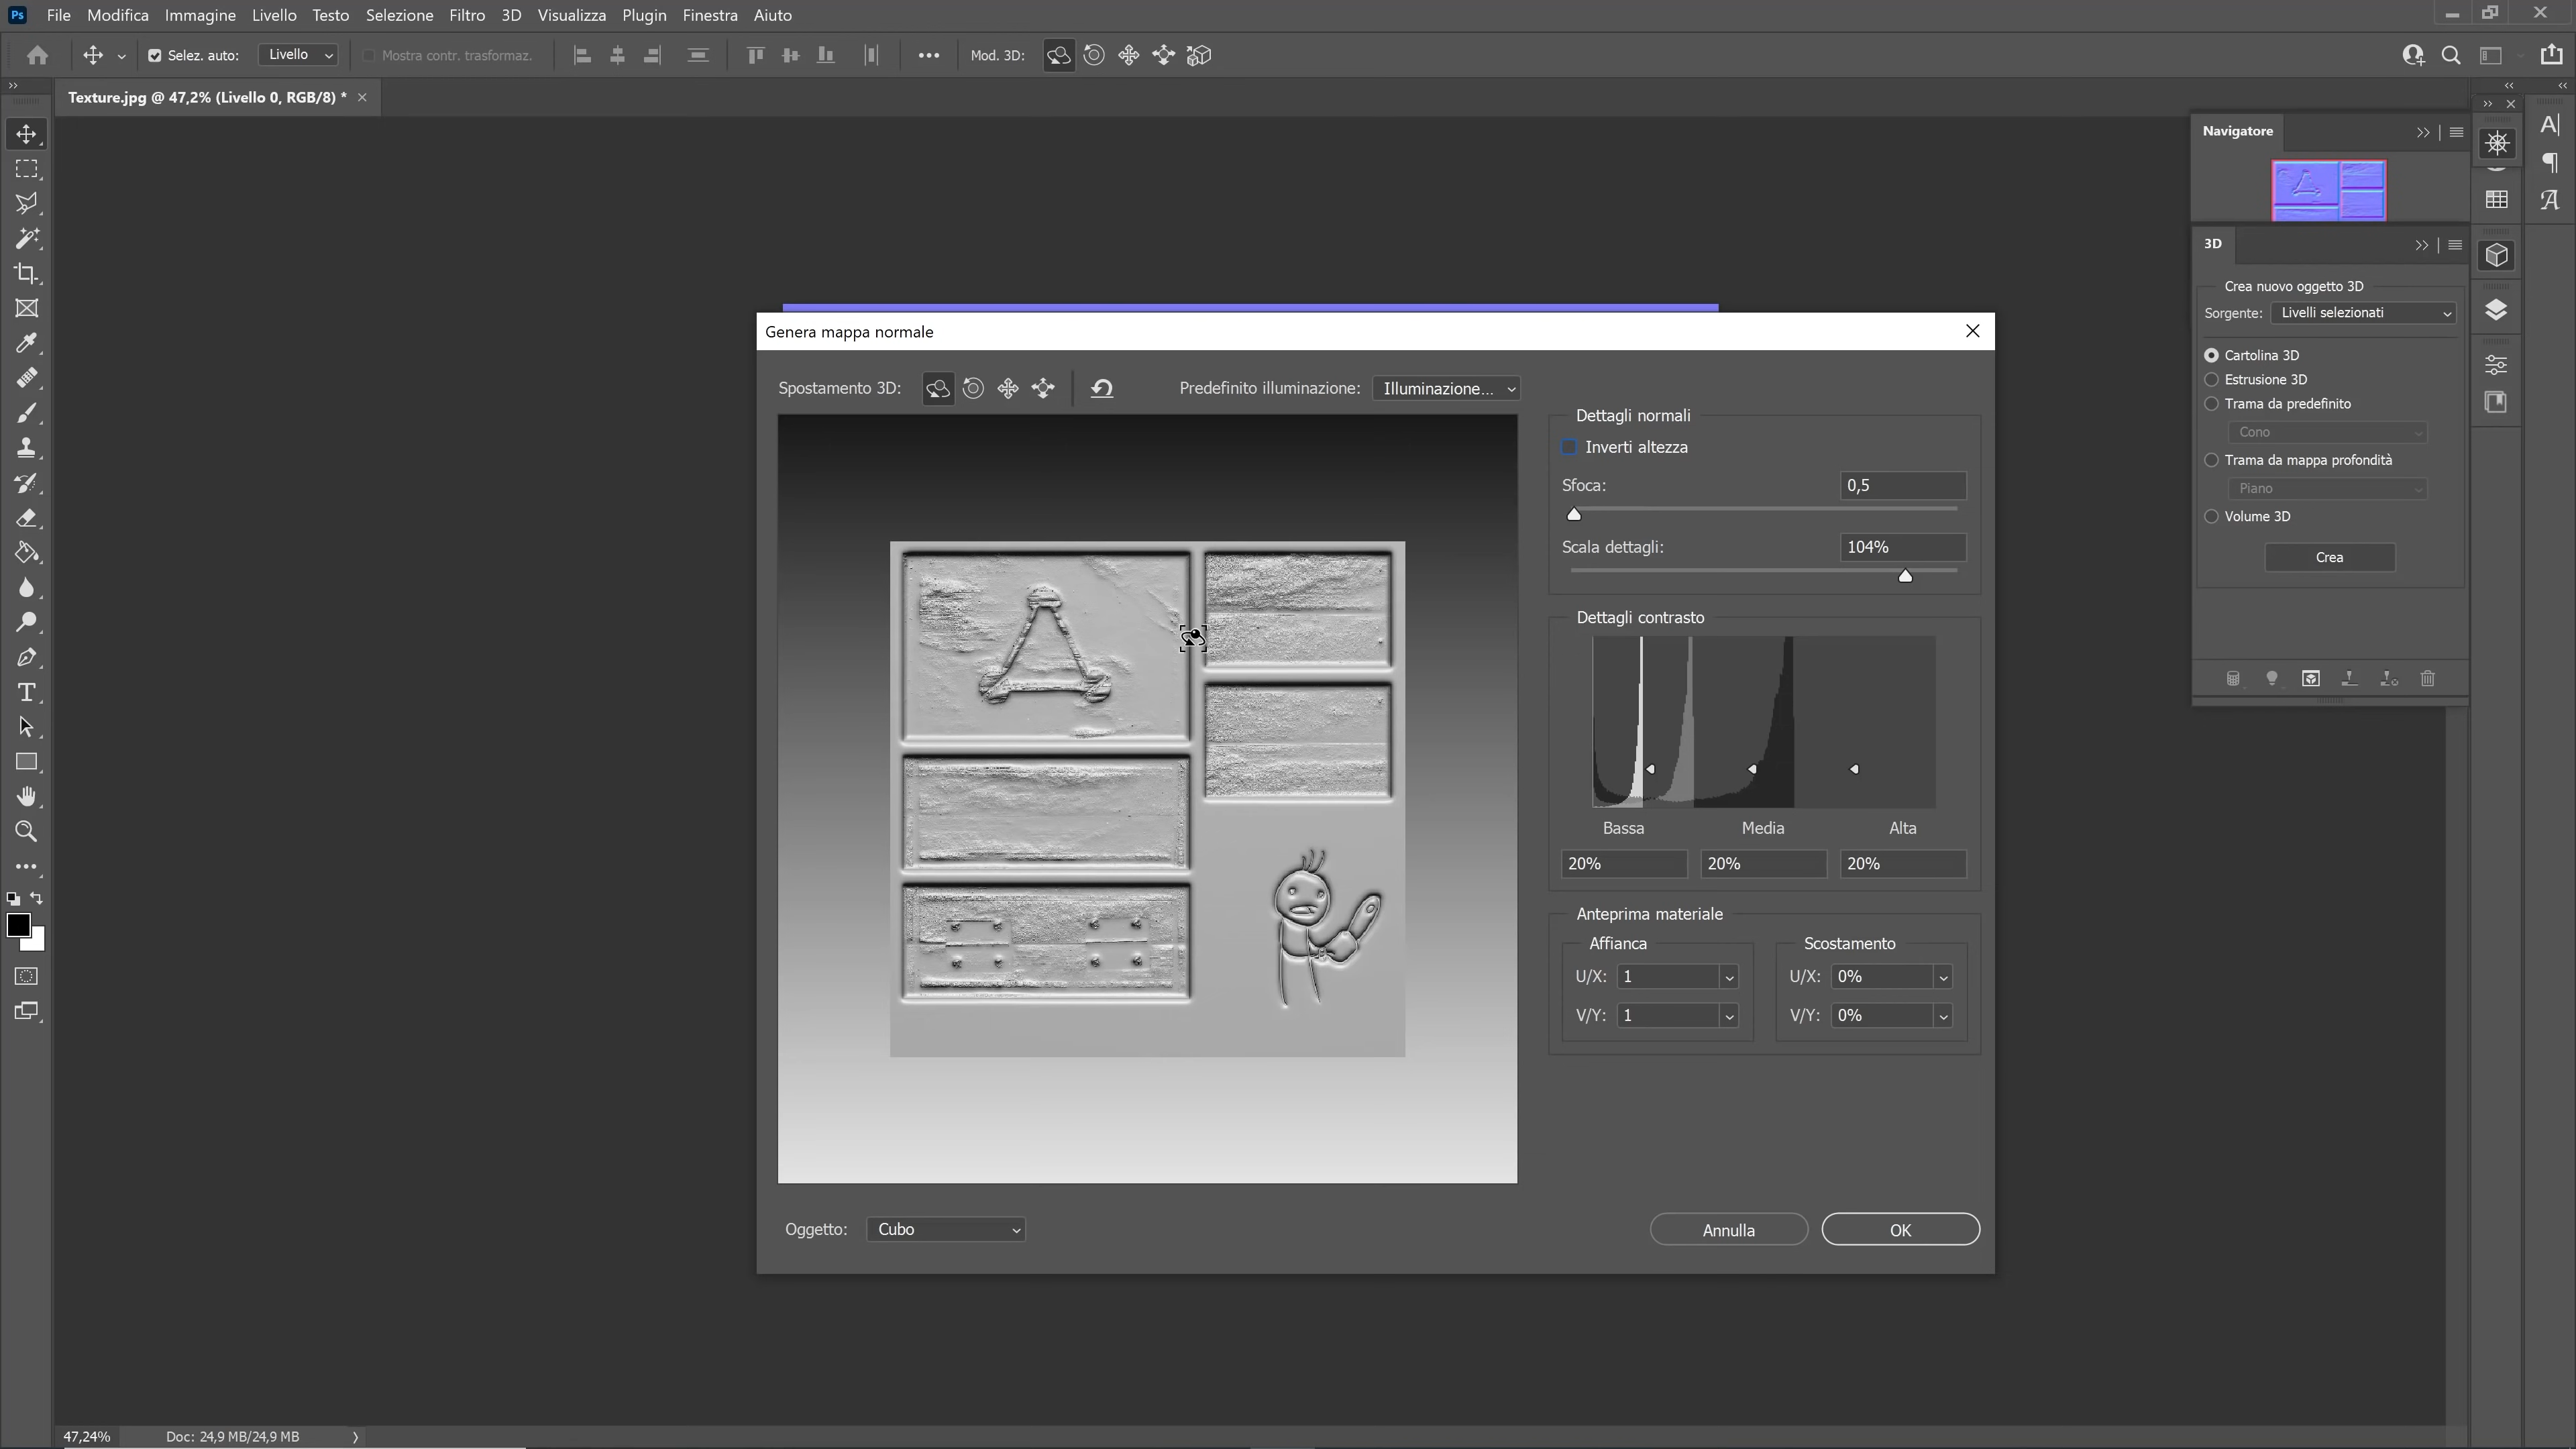 Ps File Modifica Immagine Livello Testo Selezione Filtro 3D Visualizza Plugin Finestra Aiuto
Selez. auto: Livello Mostra contr. trasformaz. Mod. 3D:
Texture.jpg @ 47,2% (Livello 0, RGB/8) *
Navigatore
3D
Crea nuovo oggetto 3D
Sorgente: Livelli selezionati
Cartolina 3D
Estrusione 3D
Trama da predefinito
Cono
Trama da mappa profondità
Piano
Volume 3D
Crea
Genera mappa normale
Spostamento 3D: Predefinito illuminazione: Illuminazione...
Dettagli normali
Inverti altezza
Sfoca: 0,5
Scala dettagli: 104%
Dettagli contrasto
Bassa Media Alta
20% 20% 20%
Anteprima materiale
Affianca Scostamento
U/X: 1 U/X: 0%
V/Y: 1 V/Y: 0%
Oggetto: Cubo Annulla OK
47,24% Doc: 24,9 MB/24,9 MB